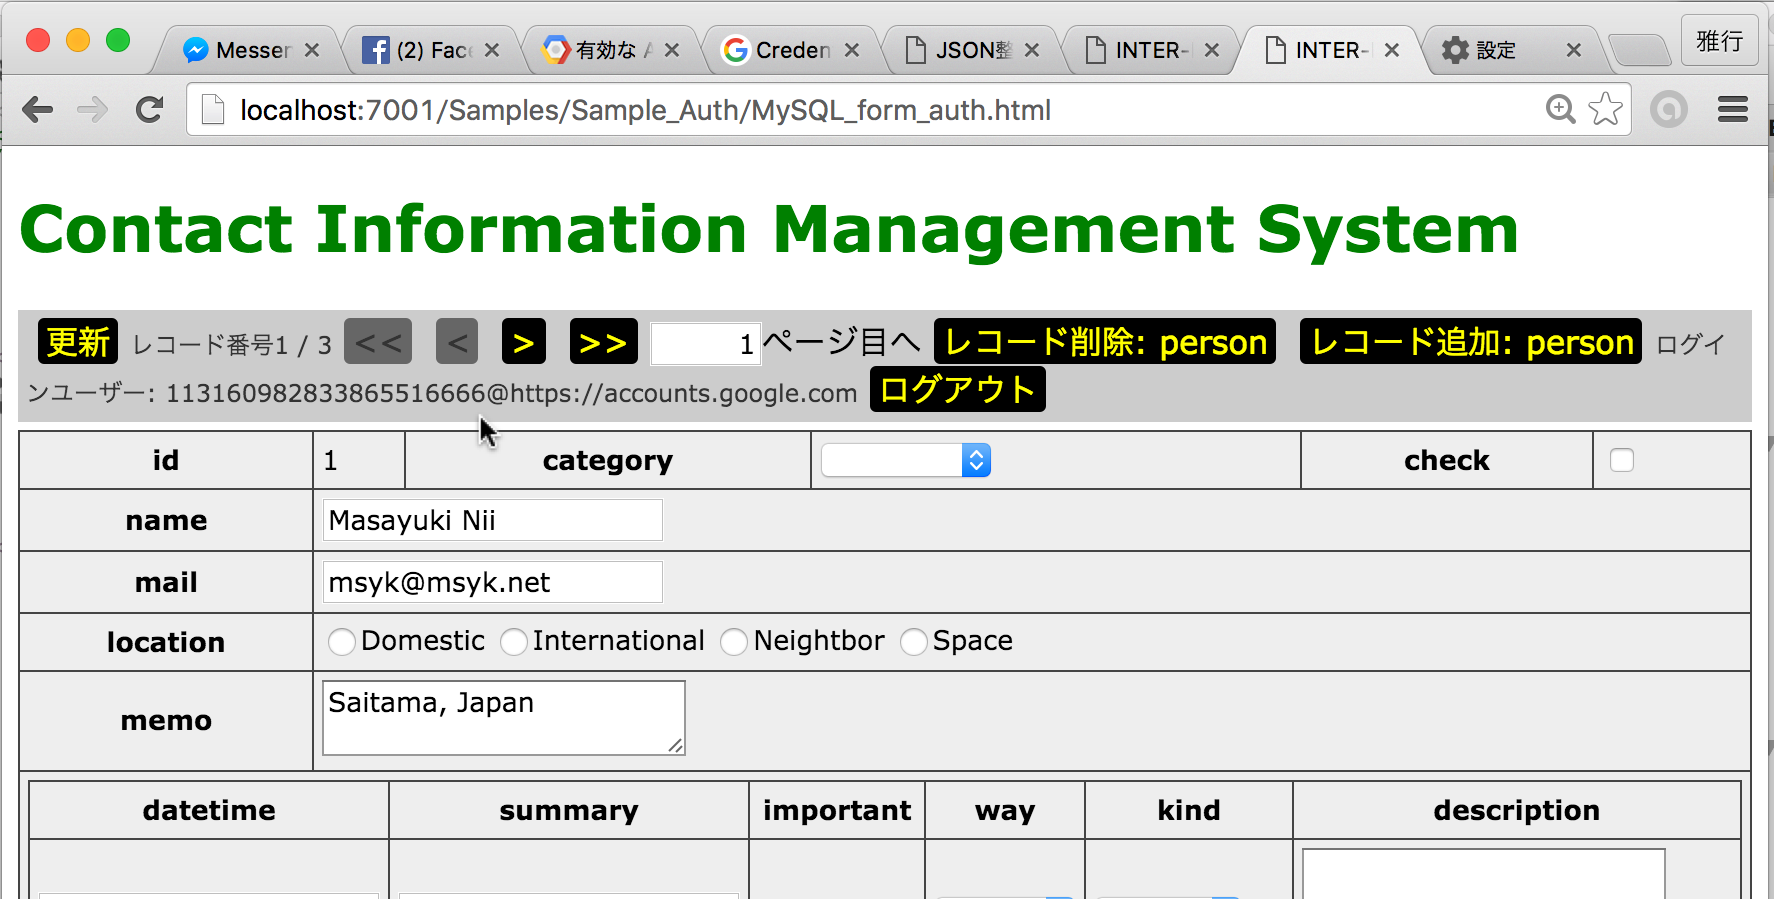 Messen
(2) Face
有効な A
Creden
JSON整
INTER-
INTER-
設定
雅行
localhost:7001/Samples/Sample_Auth/MySQL_form_auth.html
Contact Information Management System
更新 レコード番号1 / 3 << < > >> 1 ページ目へ レコード削除: person レコード追加: person ログイ
ンユーザー: 113160982833865516666@https://accounts.google.com ログアウト
id 1 category check
name Masayuki Nii
mail msyk@msyk.net
location Domestic International Neightbor Space
memo Saitama, Japan
datetime summary important way kind description